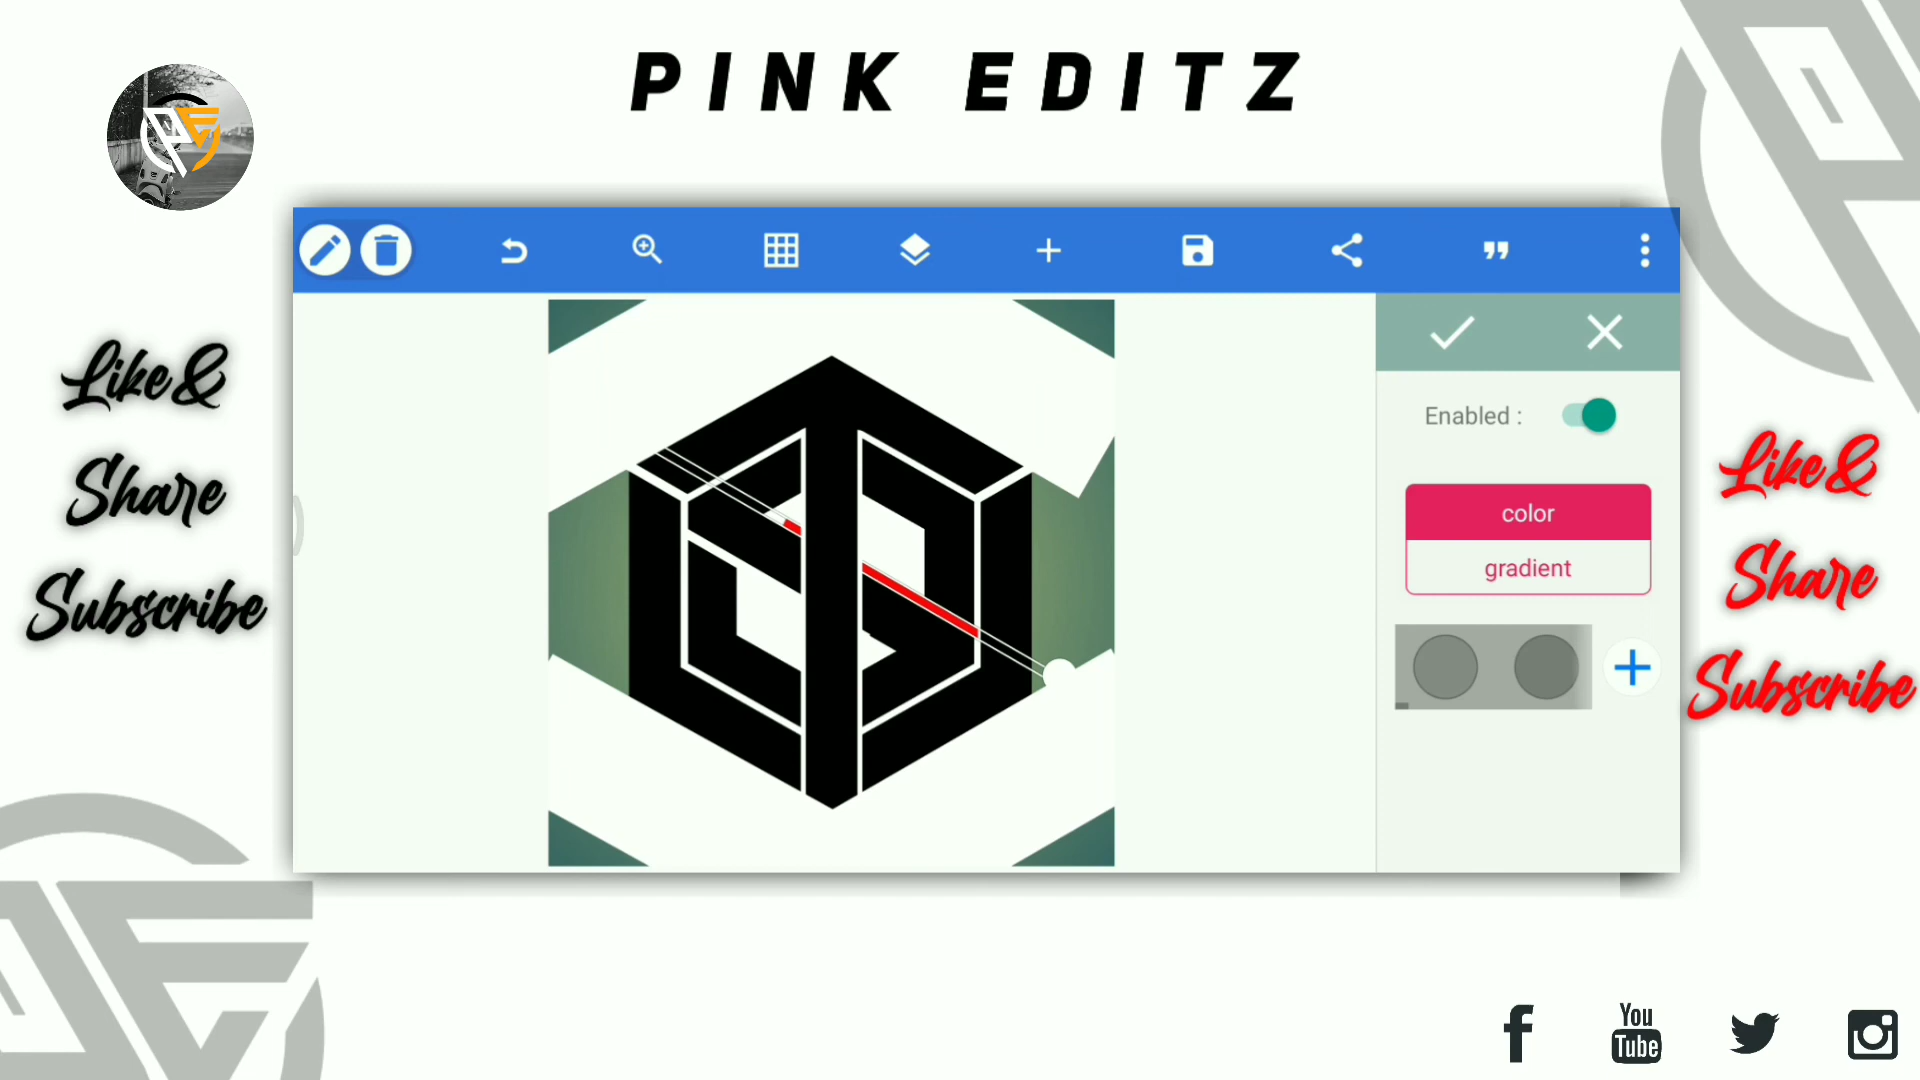 PINK EDITZ
Like&
Share
Subscribe
Enabled :
color
gradient
Like&
Share
Subscribe
You
Tube